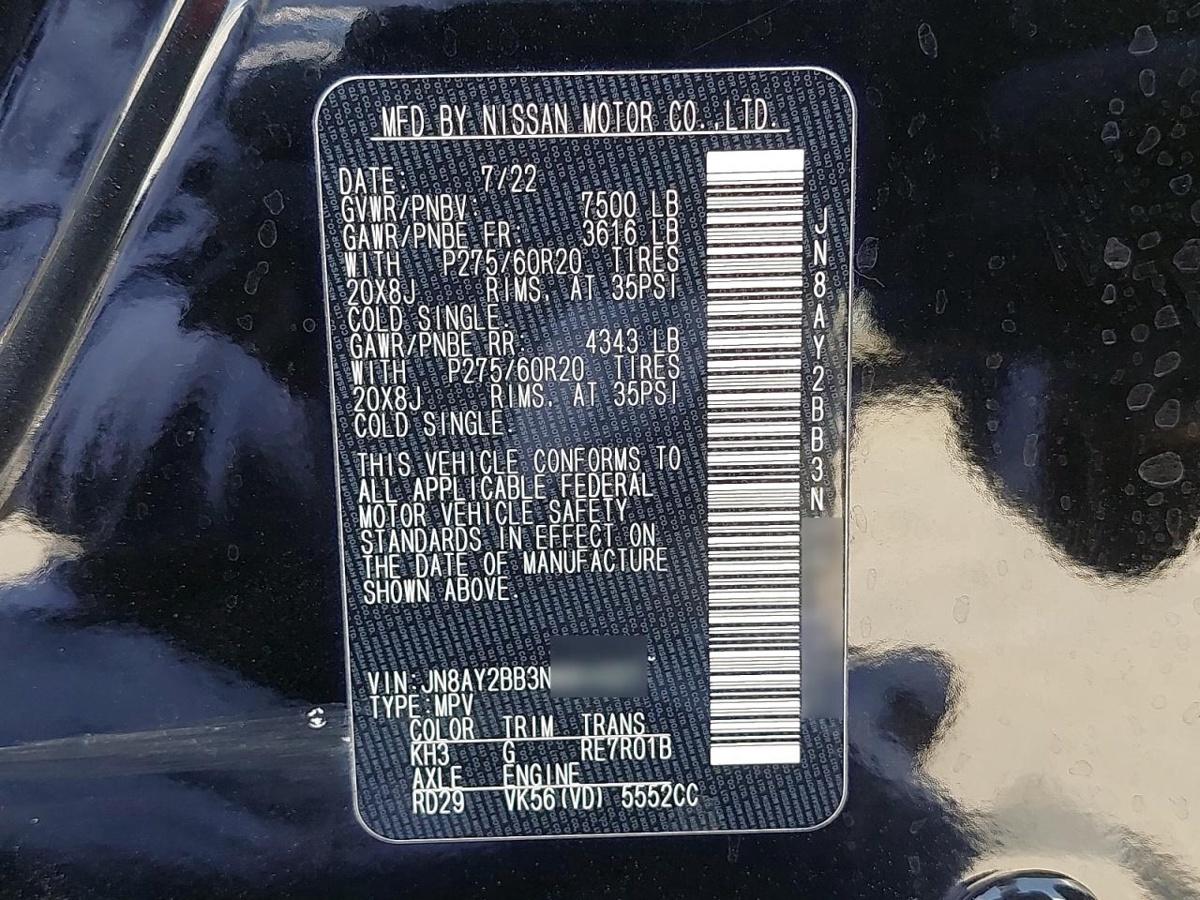 MFD BY NISSAN MOTOR CO.,LTD.
DATE: 7/22
GVWR/PNBV: 7500 LB
GAWR/PNBE FR: 3616 LB
WITH P275/60R20 TIRES
20X8J RIMS, AT 35PSI
COLD SINGLE.
GAWR/PNBE RR: 4343 LB
WITH P275/60R20 TIRES
20X8J RIMS, AT 35PSI
COLD SINGLE.
THIS VEHICLE CONFORMS TO
ALL APPLICABLE FEDERAL
MOTOR VEHICLE SAFETY
STANDARDS IN EFFECT ON
THE DATE OF MANUFACTURE
SHOWN ABOVE.
VIN:JN8AY2BB3N
TYPE:MPV
COLOR TRIM TRANS
KH3 G RE7R01B
AXLE ENGINE
RD29 VK56(VD) 5552CC
JN8AY2BB3N